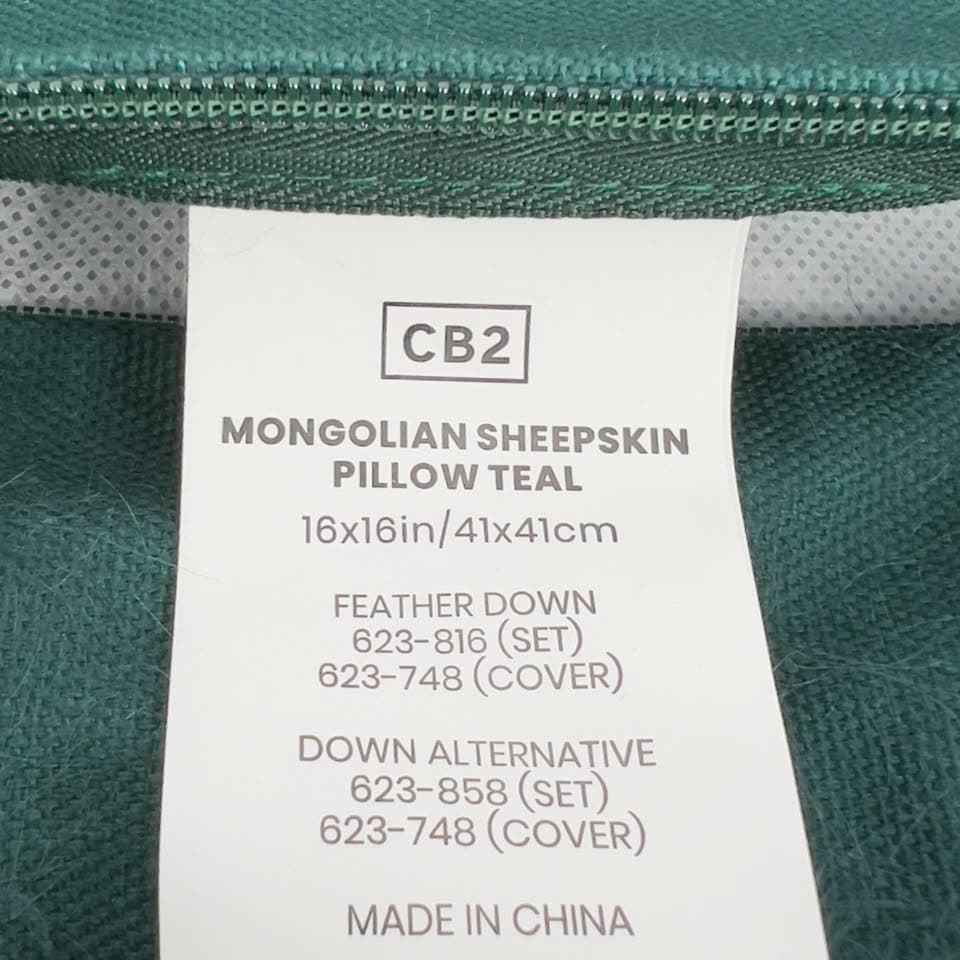 CB2
MONGOLIAN SHEEPSKIN
PILLOW TEAL
16x16in/41x41cm
FEATHER DOWN
623-816 (SET)
623-748 (COVER)
DOWN ALTERNATIVE
623-858 (SET)
623-748 (COVER)
MADE IN CHINA